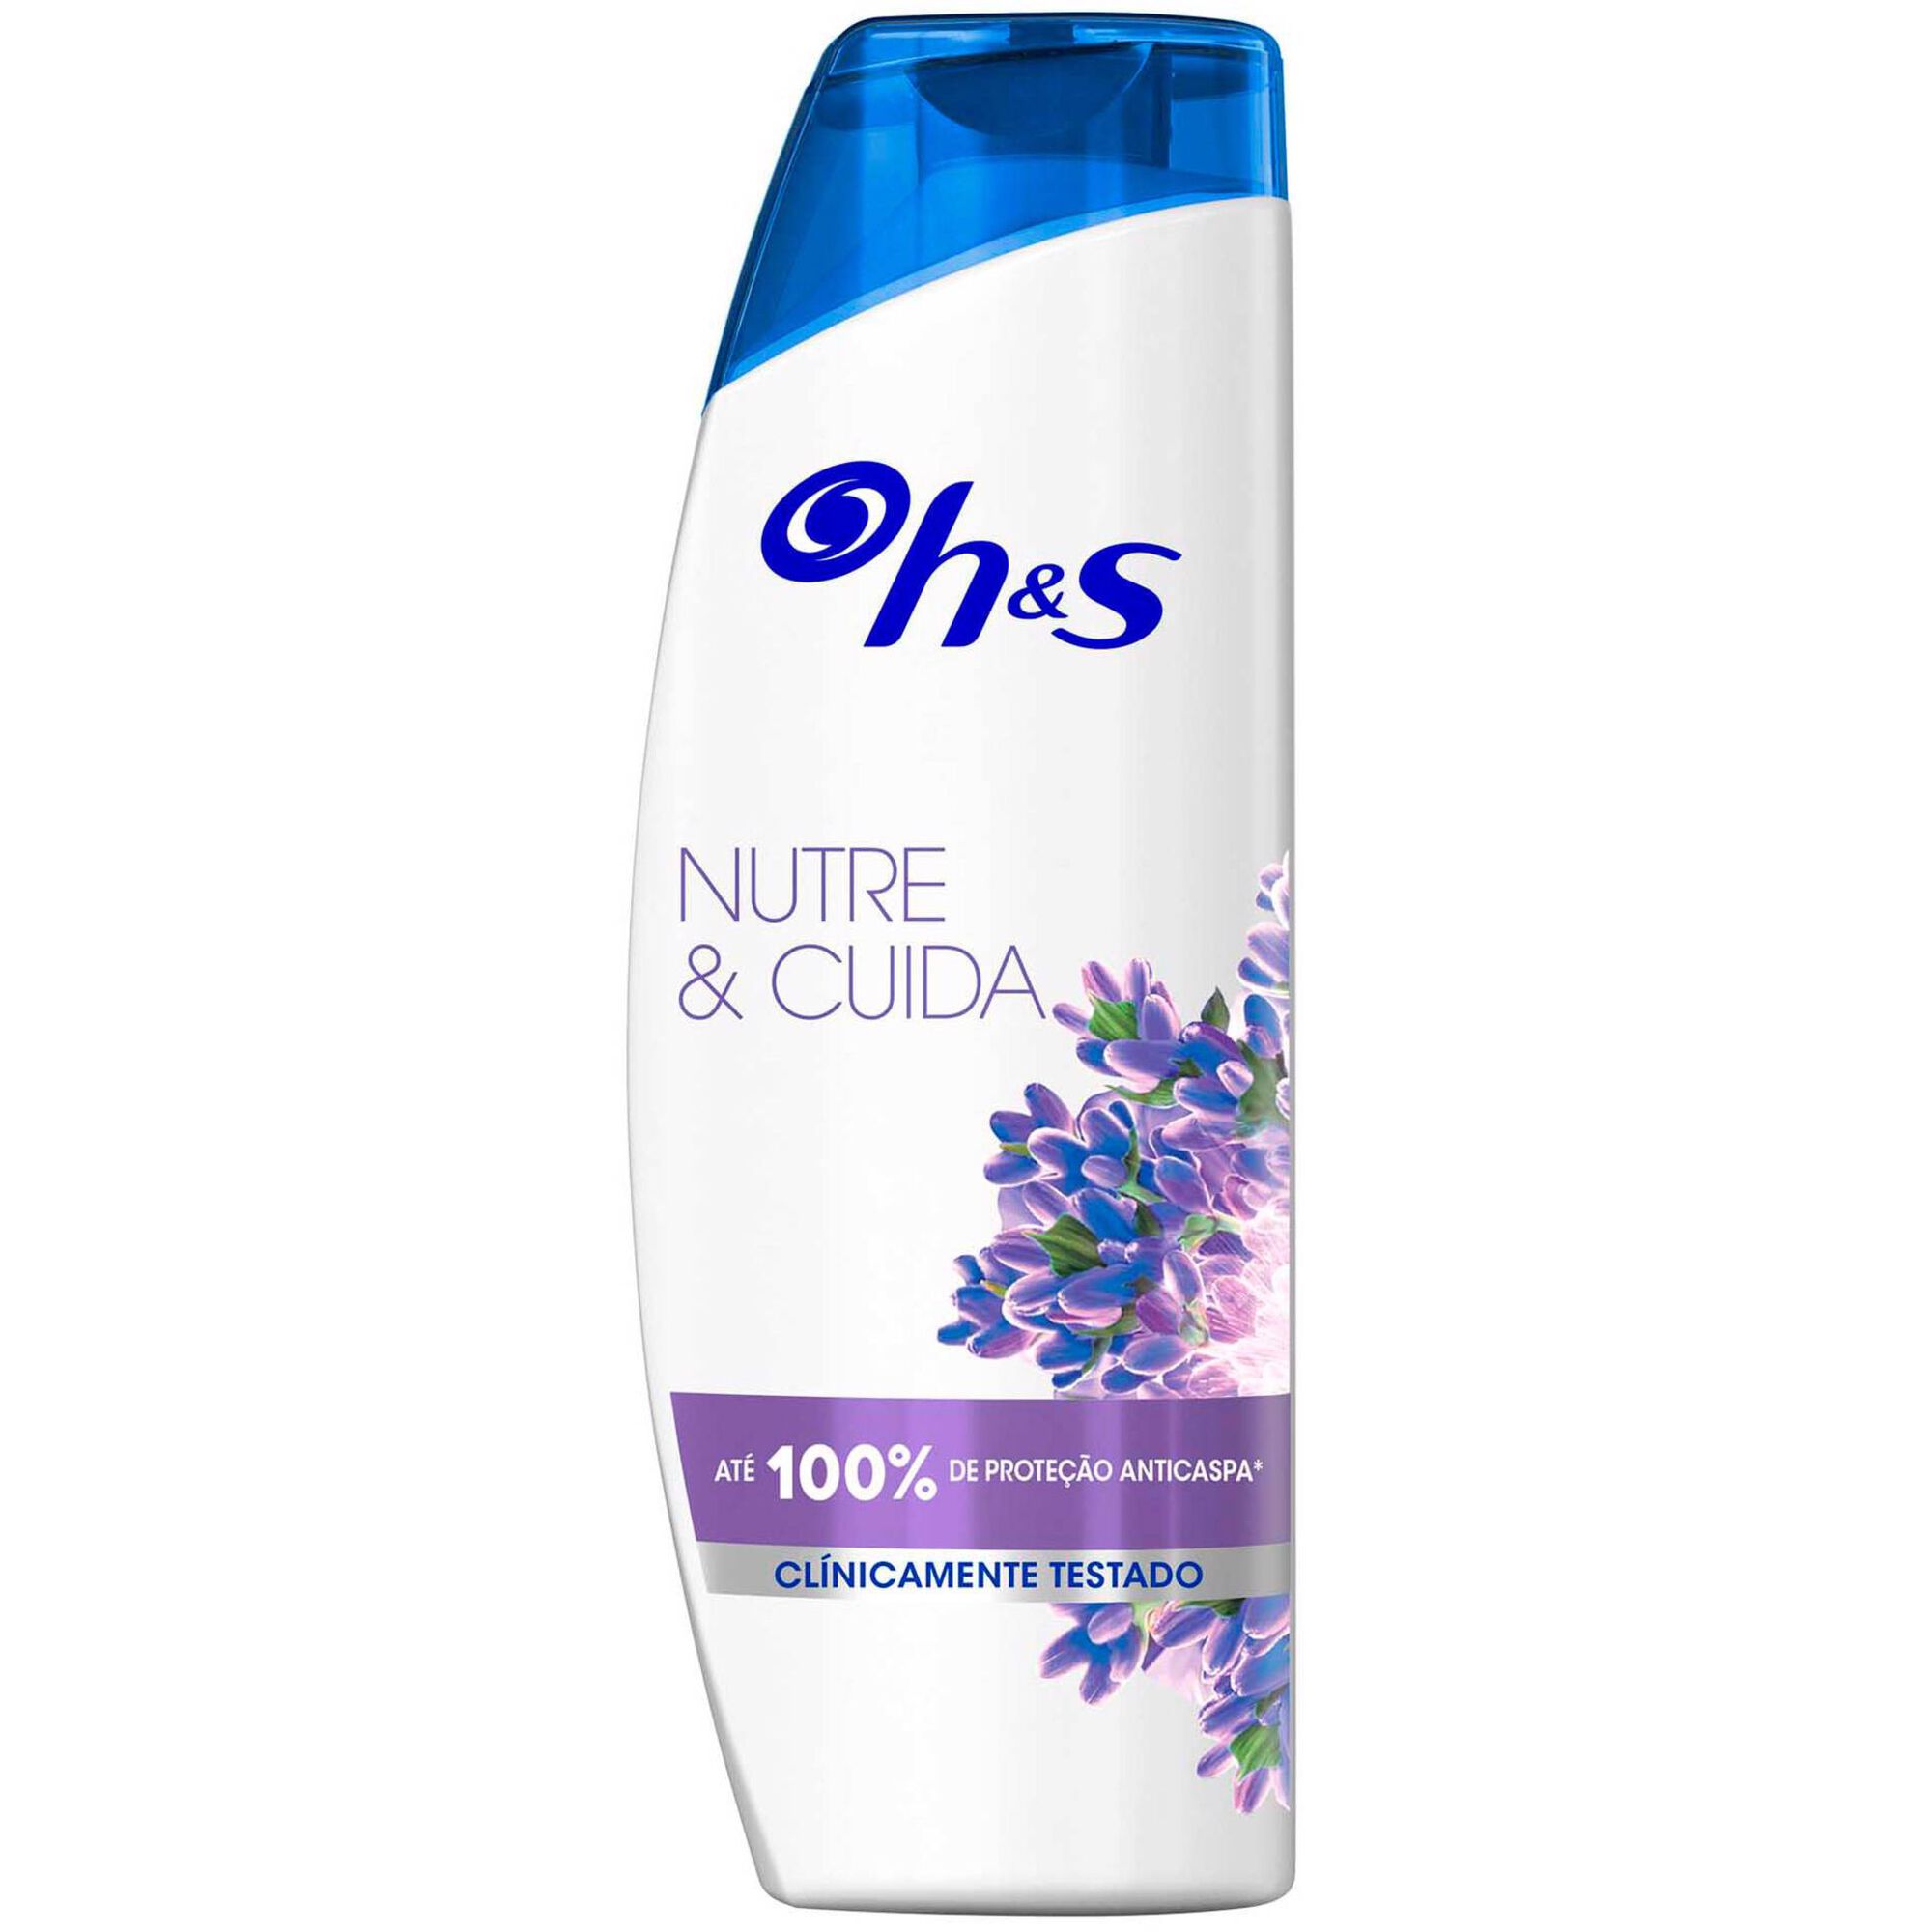 h&s
NUTRE
& CUIDA
ATÉ 100% DE PROTEÇÃO ANTICASPA*
CLÍNICAMENTE TESTADO